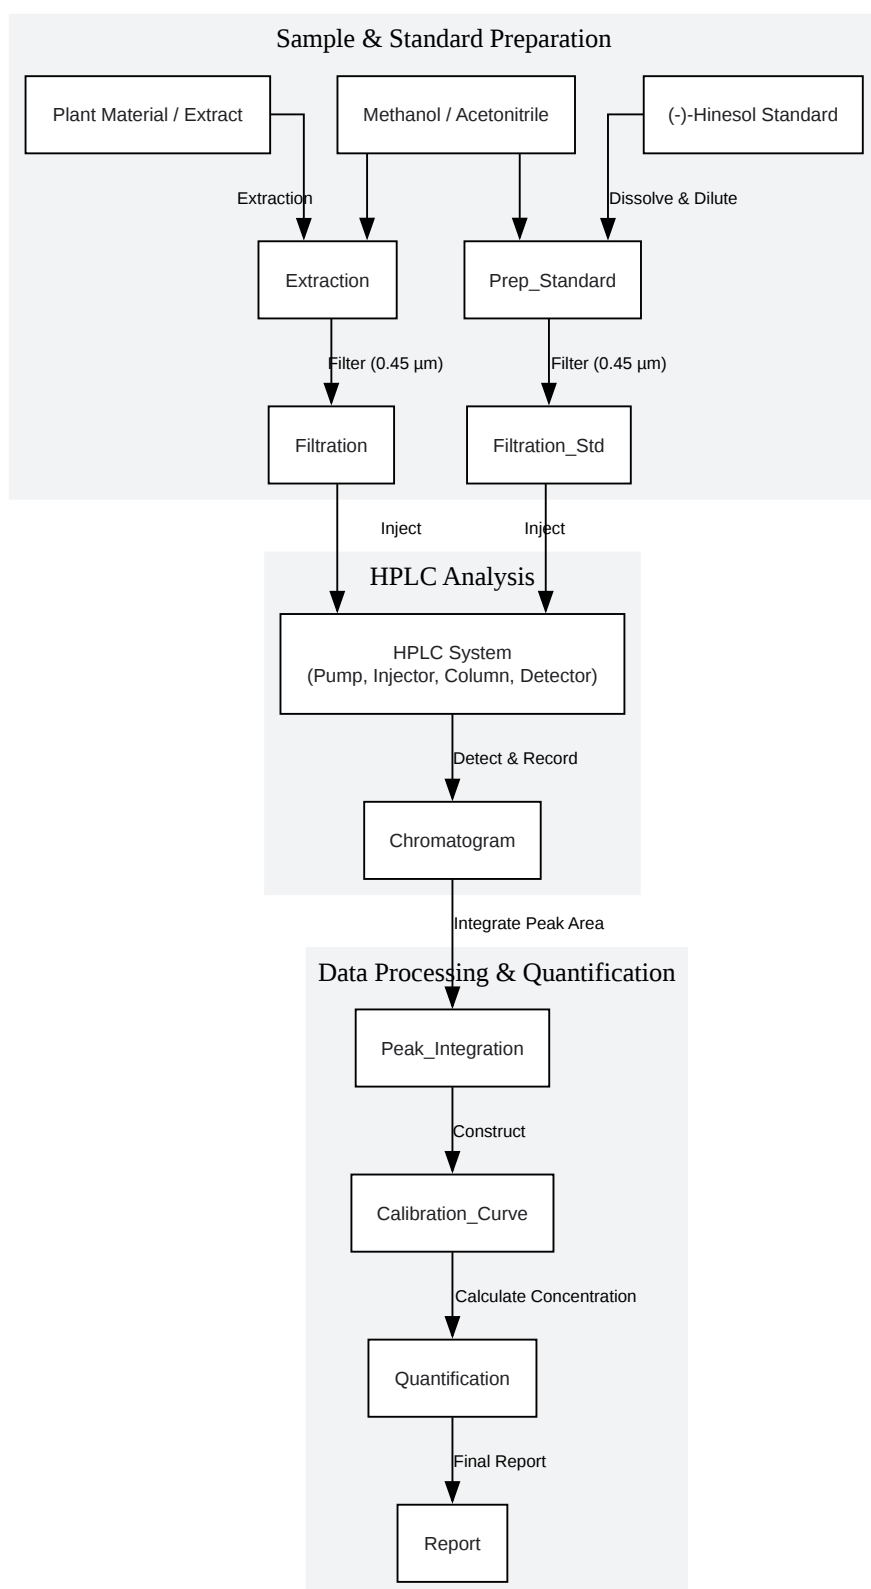 Sample & Standard Preparation
Plant Material / Extract
Methanol / Acetonitrile
(-)-Hinesol Standard
Extraction
Dissolve & Dilute
Extraction
Prep_Standard
Filter (0.45 µm)
Filter (0.45 µm)
Filtration
Filtration_Std
Inject
Inject
HPLC Analysis
HPLC System
(Pump, Injector, Column, Detector)
Detect & Record
Chromatogram
Integrate Peak Area
Data Processing & Quantification
Peak_Integration
Construct
Calibration_Curve
Calculate Concentration
Quantification
Final Report
Report